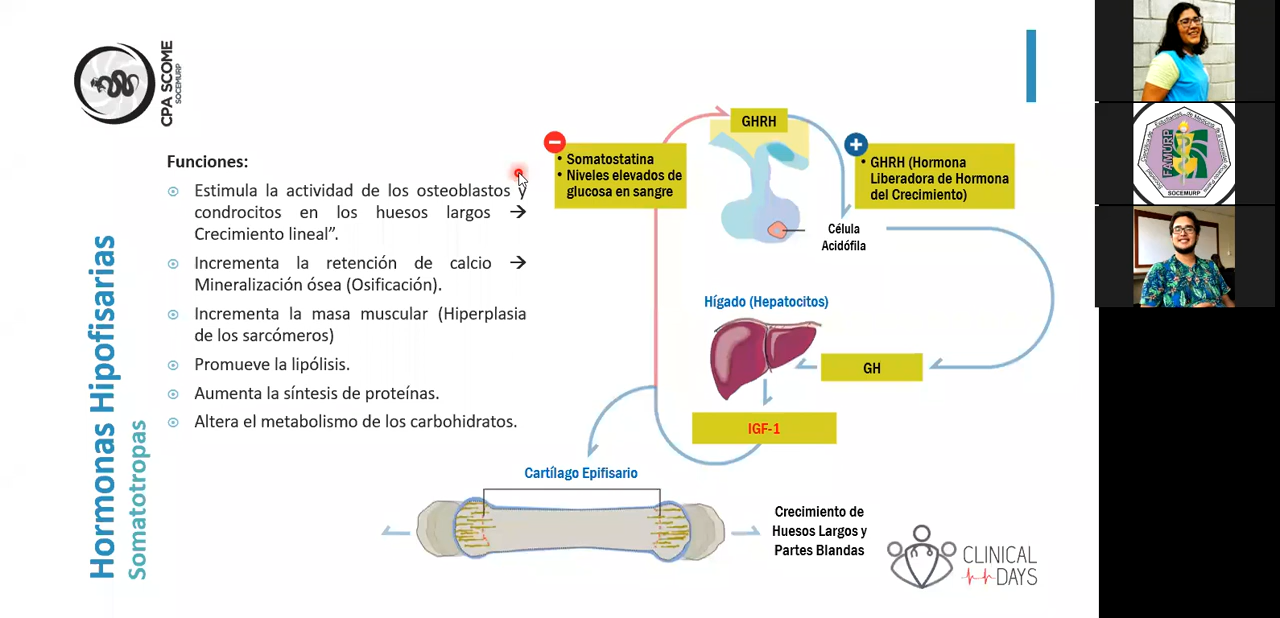 CPA SCOME
SOCEMURP
Hormonas Hipofisarias
Somatotropas
Funciones:
Estimula la actividad de los osteoblastos y
condrocitos en los huesos largos →
Crecimiento lineal”.
Incrementa la retención de calcio →
Mineralización ósea (Osificación).
Incrementa la masa muscular (Hiperplasia
de los sarcómeros)
Promueve la lipólisis.
Aumenta la síntesis de proteínas.
Altera el metabolismo de los carbohidratos.
GHRH
• Somatostatina
• Niveles elevados de
glucosa en sangre
• GHRH (Hormona
Liberadora de Hormona
del Crecimiento)
Célula
Acidófila
Hígado (Hepatocitos)
GH
IGF-1
Cartílago Epifisario
Crecimiento de
Huesos Largos y
Partes Blandas
CLINICAL
DAYS
FAMURP
SOCEMURP